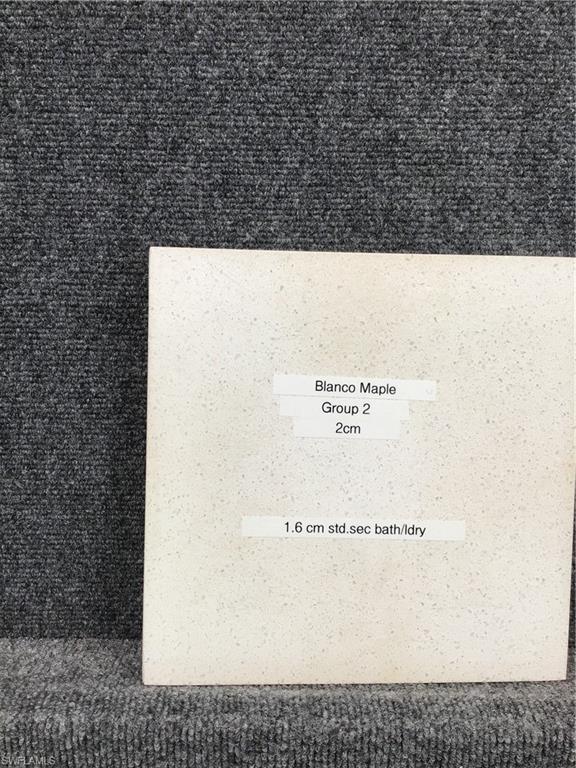 Blanco Maple
Group 2
2cm
1.6 cm std.sec bath/ldry
SWFLAMLS